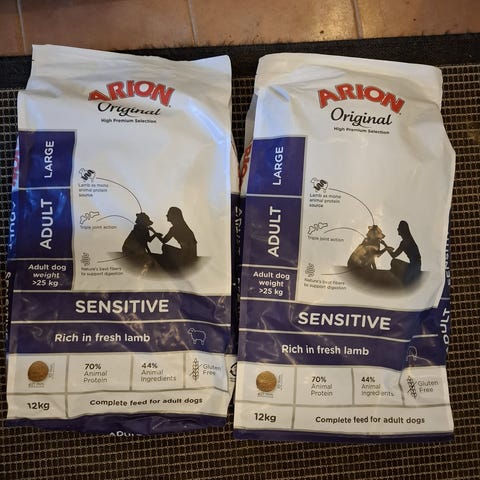 ARION
Original
High Premium Selection
ADULT LARGE
Lamb as mono
animal protein
source
Triple joint action
Nature's best fibers
to support digestion
Adult dog
weight
>25 kg
SENSITIVE
Rich in fresh lamb
70%
Animal
Protein
44%
Animal
Ingredients
Gluten
Free
12kg
Complete feed for adult dogs
ARION
Original
High Premium Selection
ADULT LARGE
Lamb as mono
animal protein
source
Triple joint action
Nature's best fibers
to support digestion
Adult dog
weight
>25 kg
SENSITIVE
Rich in fresh lamb
70%
Animal
Protein
44%
Animal
Ingredients
Gluten
Free
12kg
Complete feed for adult dogs
ADULT